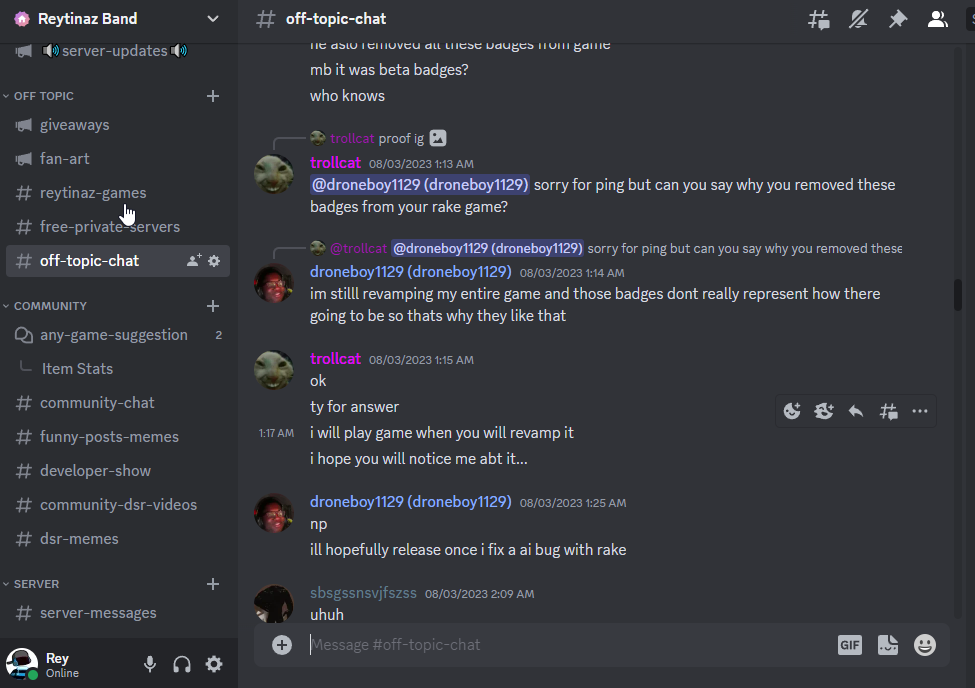 Reytinaz Band
server-updates
OFF TOPIC
giveaways
fan-art
reytinaz-games
free-private-servers
off-topic-chat
COMMUNITY
any-game-suggestion
2
Item Stats
community-chat
funny-posts-memes
developer-show
community-dsr-videos
dsr-memes
SERVER
server-messages
Rey
Online
off-topic-chat
he aslo removed all these badges from game
mb it was beta badges?
who knows
trollcat proof ig
trollcat 08/03/2023 1:13 AM
@droneboy1129 (droneboy1129) sorry for ping but can you say why you removed these
badges from your rake game?
@trollcat @droneboy1129 (droneboy1129) sorry for ping but can you say why you removed these
droneboy1129 (droneboy1129) 08/03/2023 1:14 AM
im stilll revamping my entire game and those badges dont really represent how there
going to be so thats why they like that
trollcat 08/03/2023 1:15 AM
ok
ty for answer
1:17 AM i will play game when you will revamp it
i hope you will notice me abt it...
droneboy1129 (droneboy1129) 08/03/2023 1:25 AM
np
ill hopefully release once i fix a ai bug with rake
sbsgssnsvjfszss 08/03/2023 2:09 AM
uhuh
Message #off-topic-chat
GIF